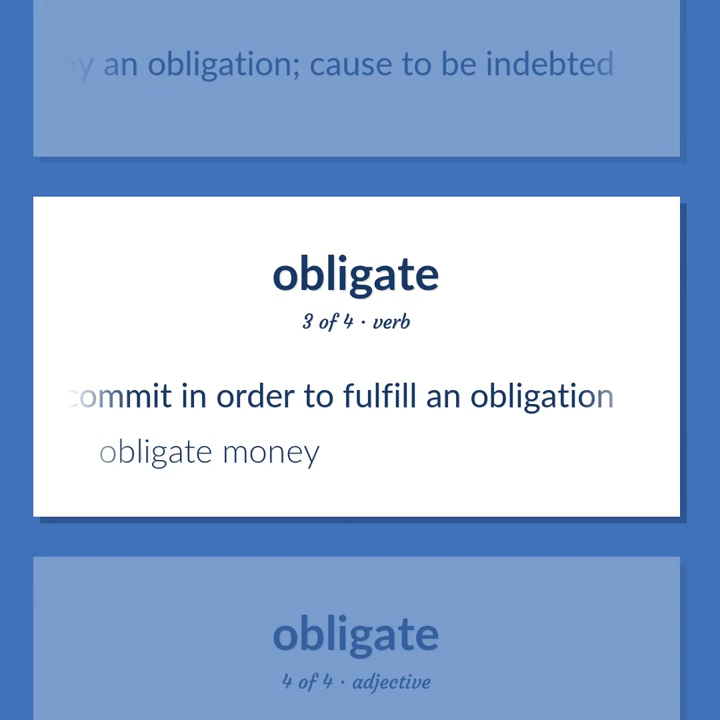 by an obligation; cause to be indebted
obligate
3 of 4 · verb
commit in order to fulfill an obligation
obligate money
obligate
4 of 4 · adjective